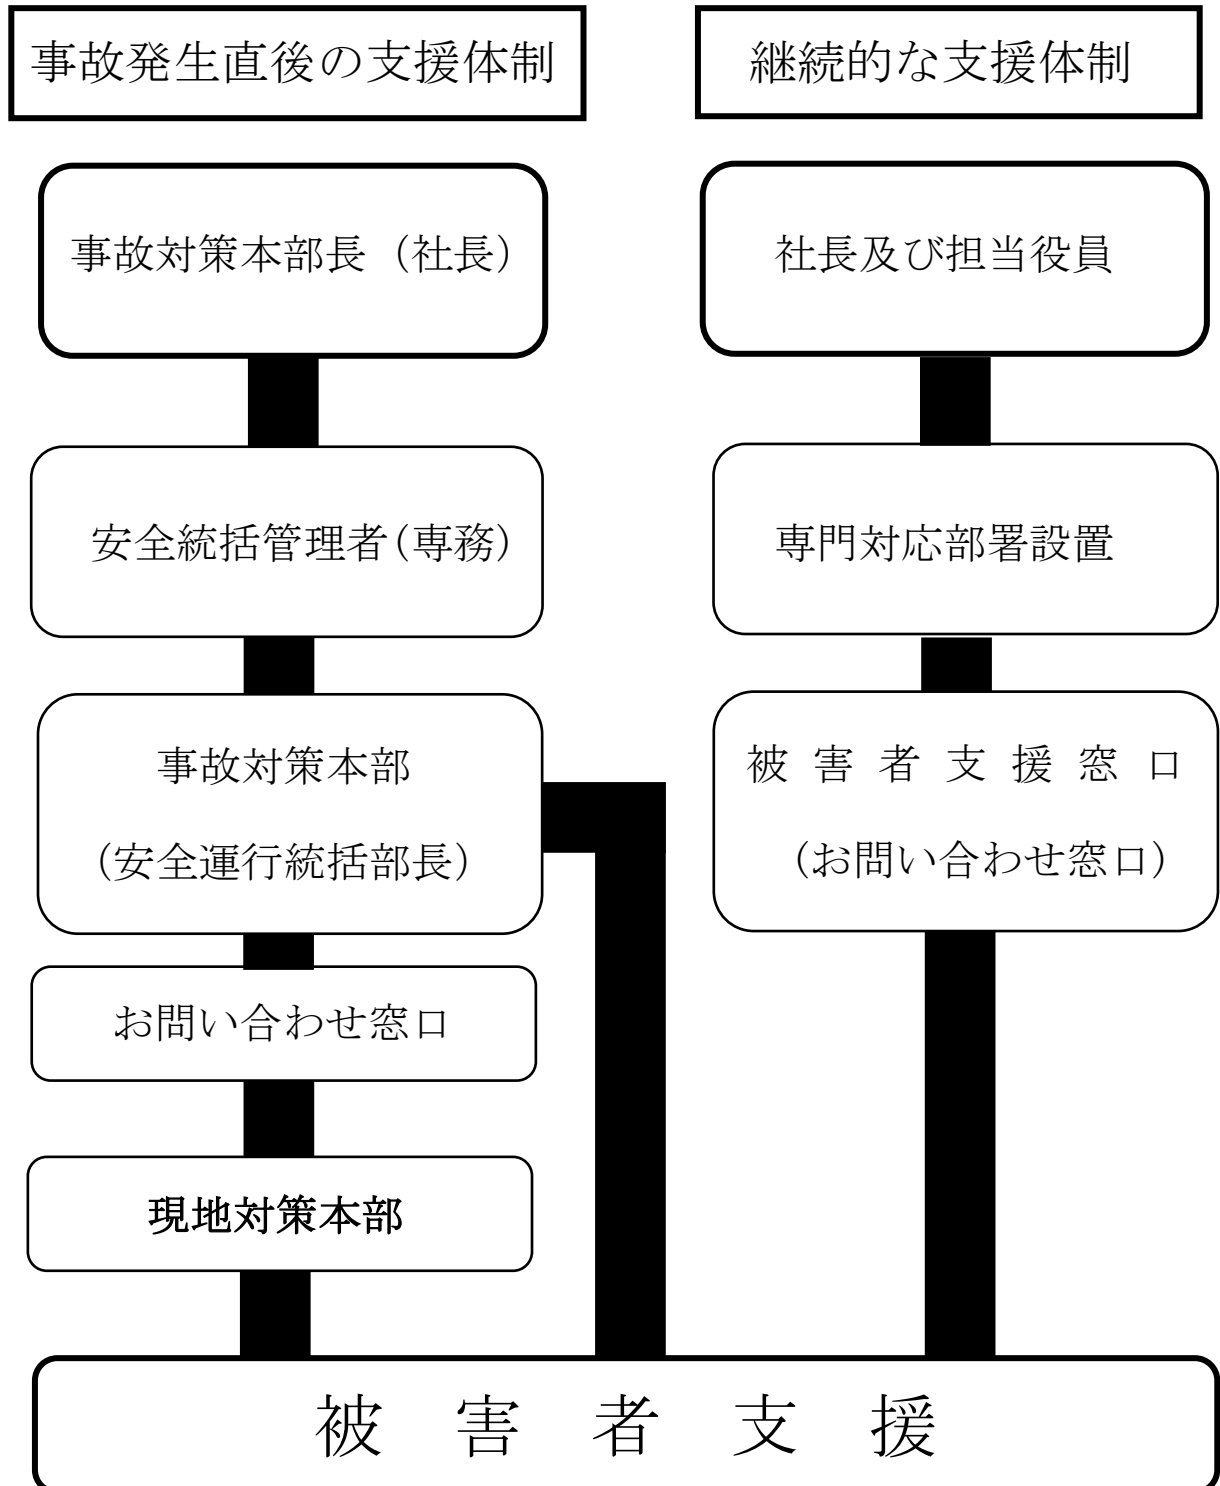 事故発生直後の支援体制
事故対策本部長（社長）
安全統括管理者(専務)
事故対策本部
（安全運行統括部長）
お問い合わせ窓口
現地対策本部
継続的な支援体制
社長及び担当役員
専門対応部署設置
被害者支援窓口
（お問い合わせ窓口）
被害者支援